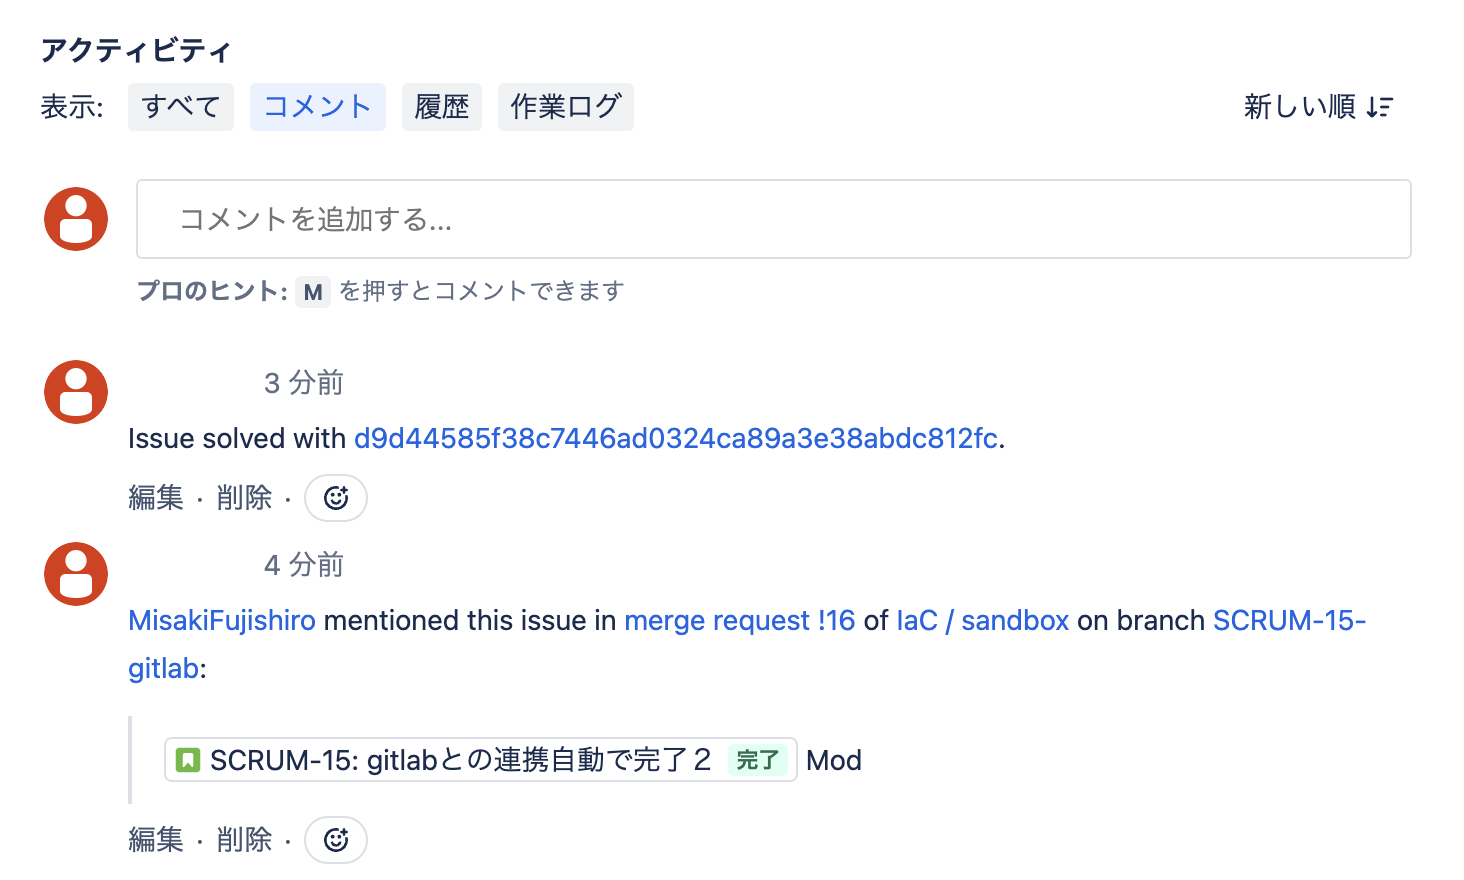 アクティビティ
表示: すべて コメント 履歴 作業ログ 新しい順
コメントを追加する...
プロのヒント: M を押すとコメントできます
3 分前
Issue solved with d9d44585f38c7446ad0324ca89a3e38abdc812fc.
編集 · 削除 ·
4 分前
MisakiFujishiro mentioned this issue in merge request !16 of IaC / sandbox on branch SCRUM-15-
gitlab:
SCRUM-15: gitlabとの連携自動で完了２ 完了 Mod
編集 · 削除 ·